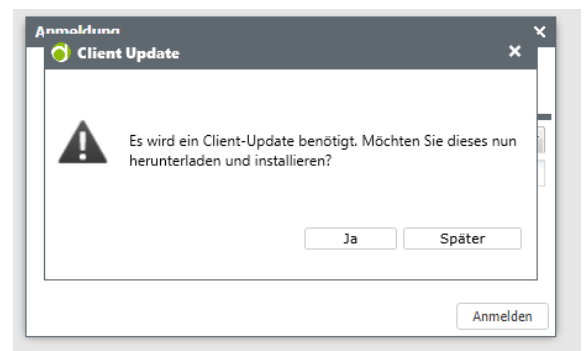 Anmeldung
Client Update
Es wird ein Client-Update benötigt. Möchten Sie dieses nun
herunterladen und installieren?
Ja Später
Anmelden